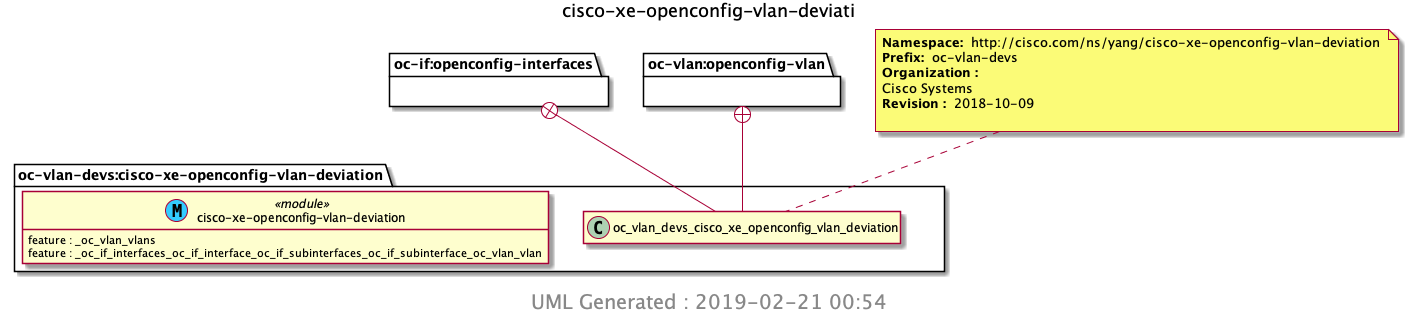 cisco-xe-openconfig-vlan-deviati
Namespace: http://cisco.com/ns/yang/cisco-xe-openconfig-vlan-deviation
Prefix: oc-vlan-devs
Organization :
Cisco Systems
Revision : 2018-10-09
oc-if:openconfig-interfaces
oc-vlan:openconfig-vlan
oc-vlan-devs:cisco-xe-openconfig-vlan-deviation
M
«module»
cisco-xe-openconfig-vlan-deviation
feature : _oc_vlan_vlans
feature : _oc_if_interfaces_oc_if_interface_oc_if_subinterfaces_oc_if_subinterface_oc_vlan_vlan
C oc_vlan_devs_cisco_xe_openconfig_vlan_deviation
UML Generated : 2019-02-21 00:54